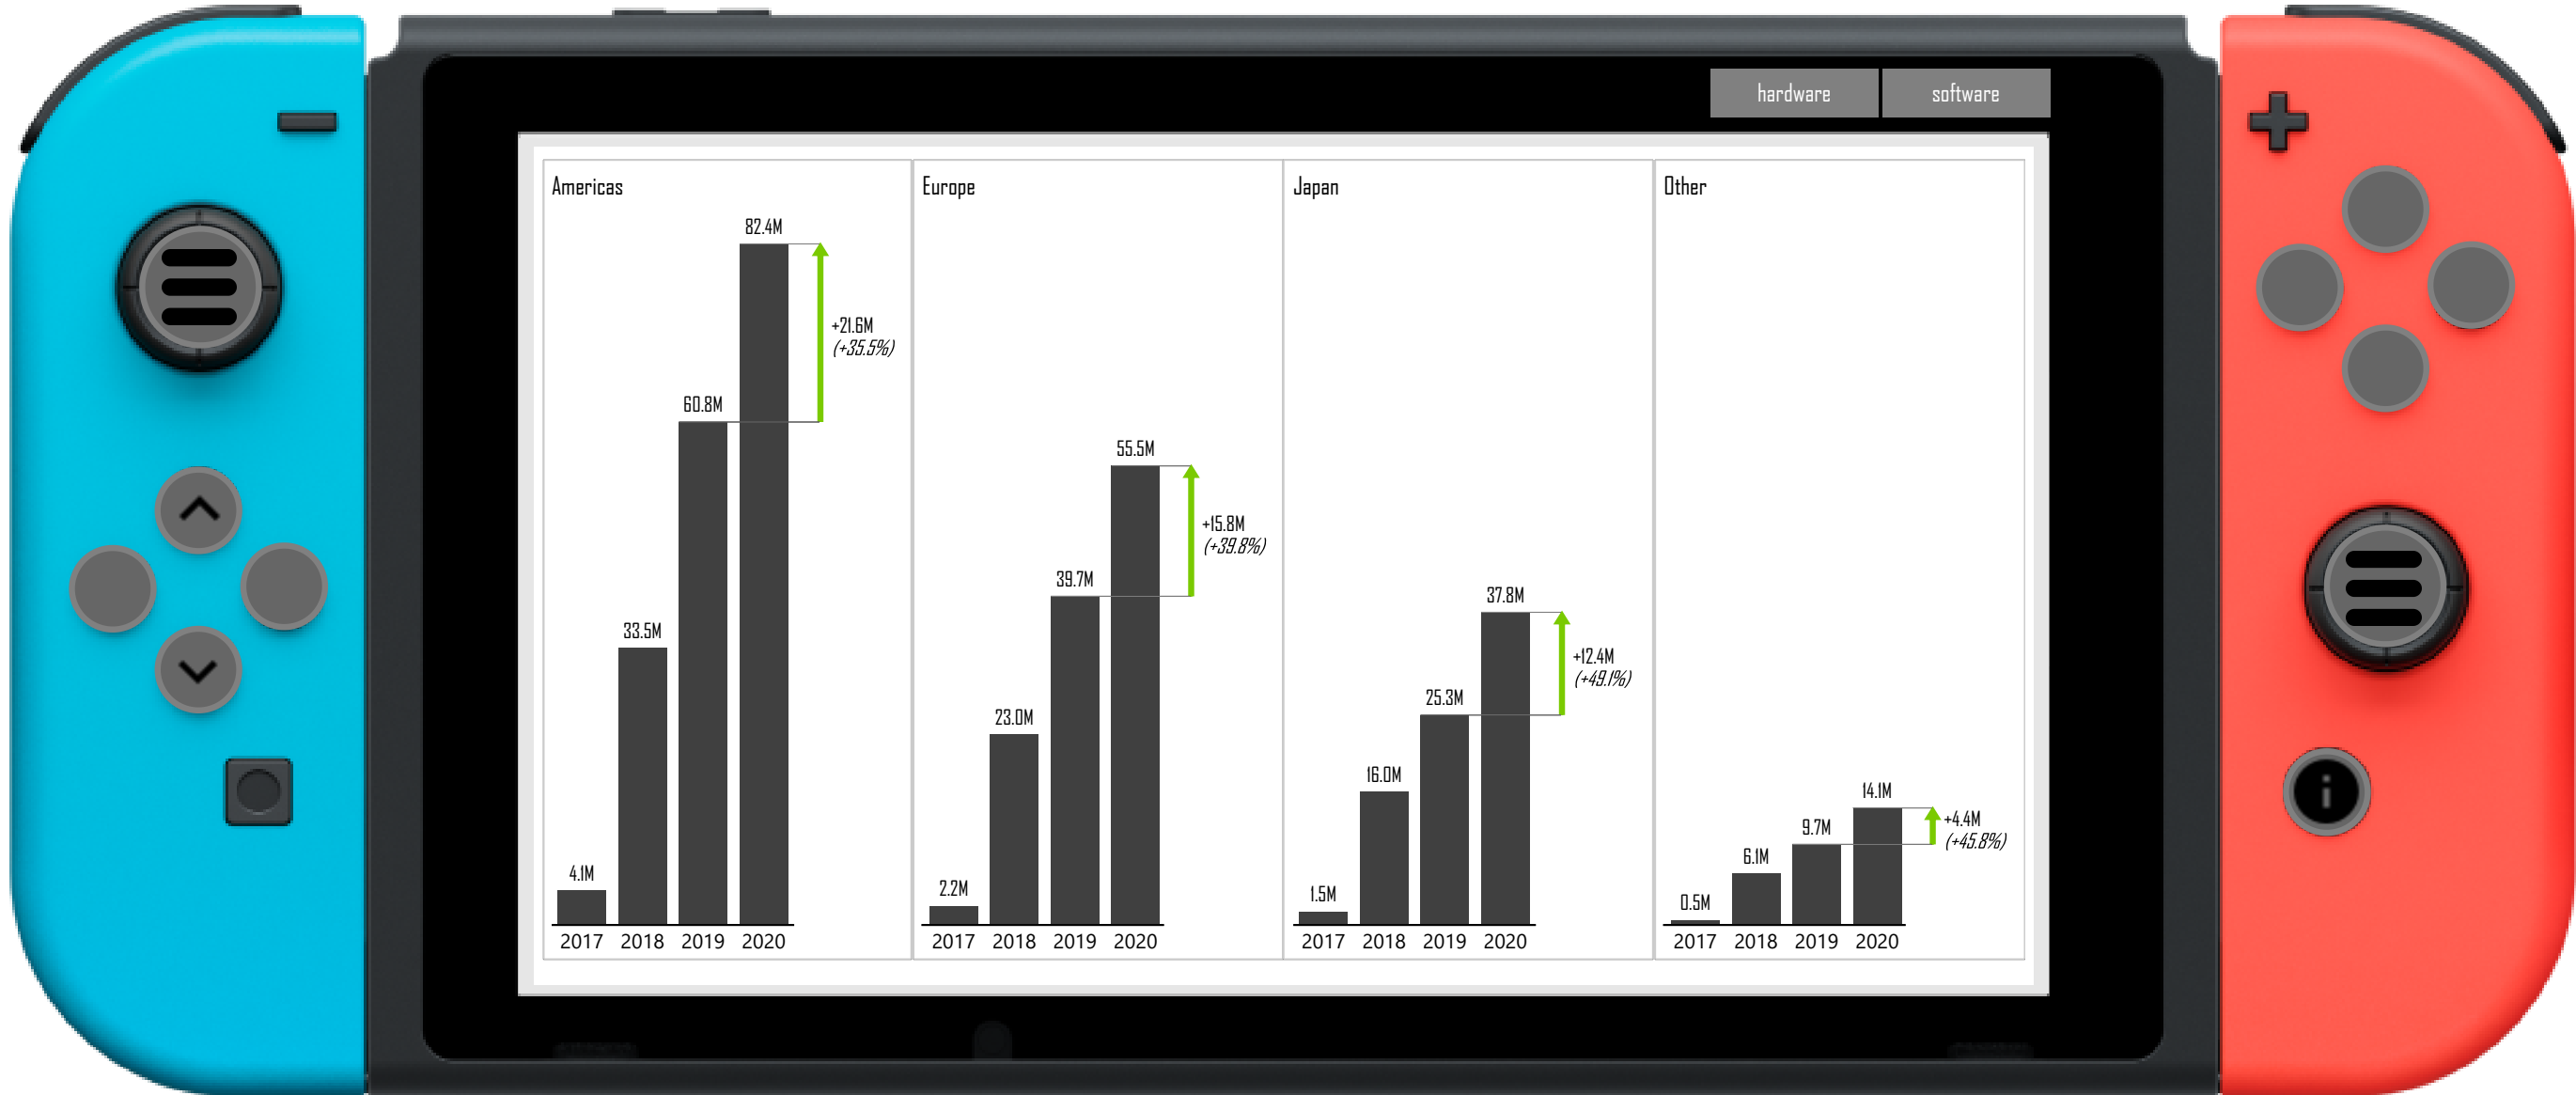 hardware
software
Americas
82.4M
+21.6M
(+35.5%)
60.8M
33.5M
4.1M
2017 2018 2019 2020
Europe
55.5M
+15.8M
(+39.8%)
39.7M
23.0M
2.2M
2017 2018 2019 2020
Japan
37.8M
+12.4M
(+49.1%)
25.3M
16.0M
1.5M
2017 2018 2019 2020
Other
14.1M
+4.4M
(+45.8%)
9.7M
6.1M
0.5M
2017 2018 2019 2020
i